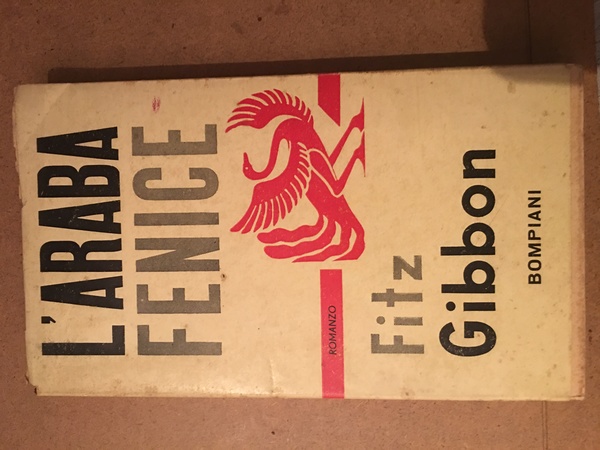 L'ARABA
FENICE
ROMANZO
Fitz
Gibbon
BOMPIANI